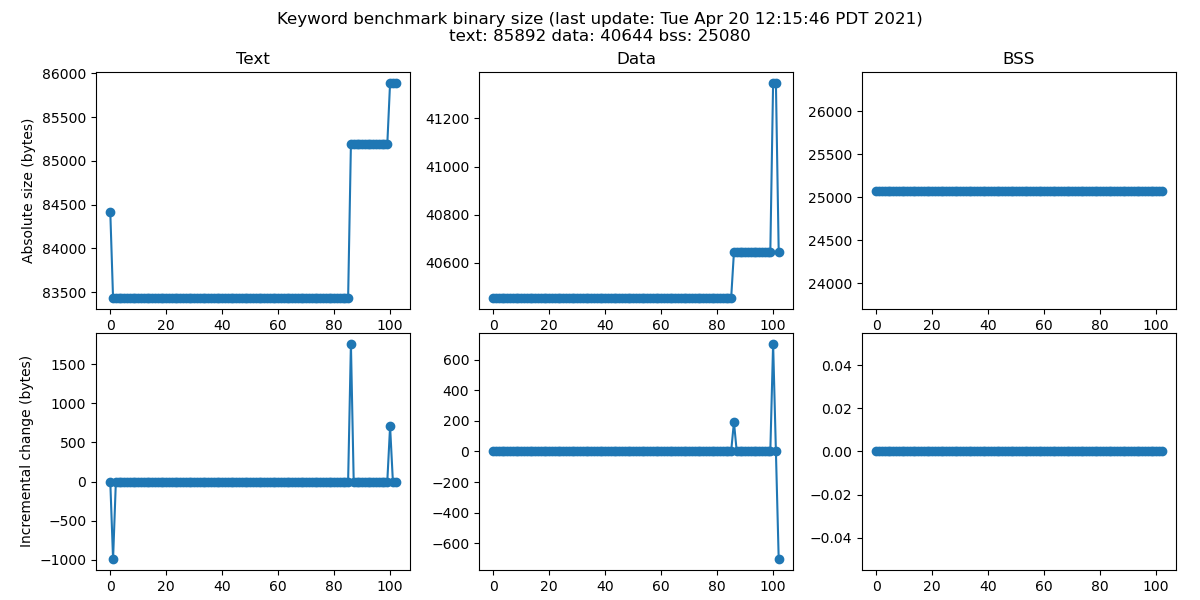 Keyword benchmark binary size (last update: Tue Apr 20 12:15:46 PDT 2021)
text: 85892 data: 40644 bss: 25080
Text
Absolute size (bytes)
86000
85500
85000
84500
84000
83500
0 20 40 60 80 100
Data
41200
41000
40800
40600
0 20 40 60 80 100
BSS
26000
25500
25000
24500
24000
0 20 40 60 80 100
Incremental change (bytes)
1500
1000
500
0
−500
−1000
0 20 40 60 80 100
600
400
200
0
−200
−400
−600
0 20 40 60 80 100
0.04
0.02
0.00
−0.02
−0.04
0 20 40 60 80 100